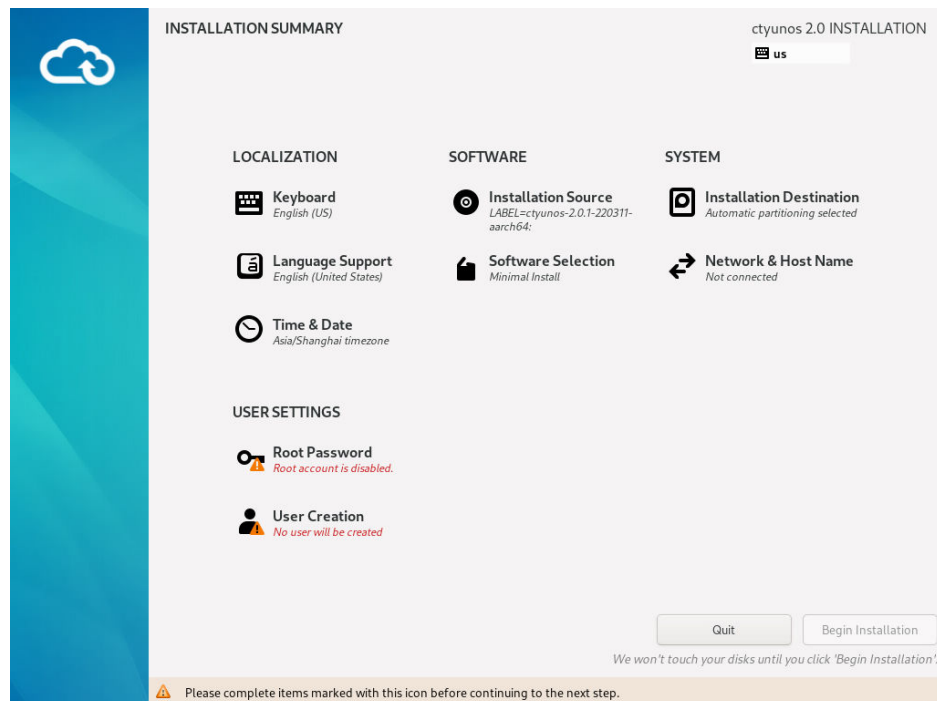 INSTALLATION SUMMARY
ctyunos 2.0 INSTALLATION
us
LOCALIZATION
Keyboard
English (US)
Language Support
English (United States)
Time & Date
Asia/Shanghai timezone
SOFTWARE
Installation Source
LABEL=ctyunos-2.0.1-220311-
aarch64:
Software Selection
Minimal Install
SYSTEM
Installation Destination
Automatic partitioning selected
Network & Host Name
Not connected
USER SETTINGS
Root Password
Root account is disabled.
User Creation
No user will be created
Quit
Begin Installation
We won't touch your disks until you click 'Begin Installation'.
Please complete items marked with this icon before continuing to the next step.